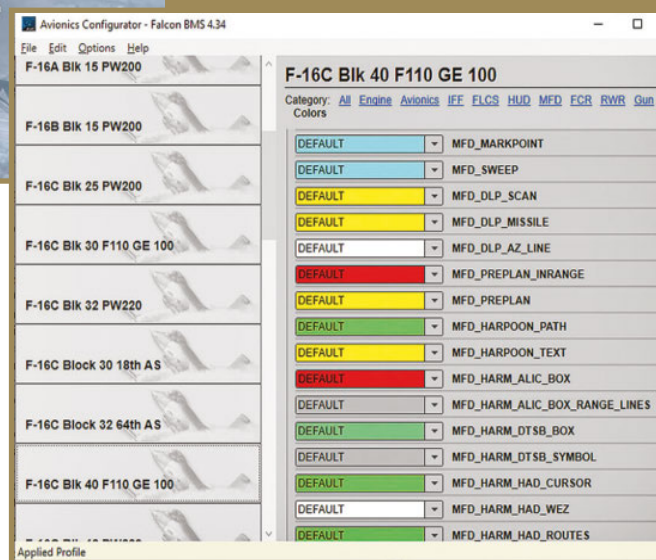 Avionics Configurator - Falcon BMS 4.34
File Edit Options Help
F-16A Blk 15 PW200
F-16B Blk 15 PW200
F-16C Blk 25 PW200
F-16C Blk 30 F110 GE 100
F-16C Blk 32 PW220
F-16C Block 30 18th AS
F-16C Block 32 64th AS
F-16C Blk 40 F110 GE 100
Applied Profile
F-16C Blk 40 F110 GE 100
Category: All Engine Avionics IFF FLCS HUD MFD FCR RWR Gun
Colors
DEFAULT MFD_MARKPOINT
DEFAULT MFD_SWEEP
DEFAULT MFD_DLP_SCAN
DEFAULT MFD_DLP_MISSILE
DEFAULT MFD_DLP_AZ_LINE
DEFAULT MFD_PREPLAN_INRANGE
DEFAULT MFD_PREPLAN
DEFAULT MFD_HARPOON_PATH
DEFAULT MFD_HARPOON_TEXT
DEFAULT MFD_HARM_ALIC_BOX
DEFAULT MFD_HARM_ALIC_BOX_RANGE_LINES
DEFAULT MFD_HARM_DTSB_BOX
DEFAULT MFD_HARM_DTSB_SYMBOL
DEFAULT MFD_HARM_HAD_CURSOR
DEFAULT MFD_HARM_HAD_WEZ
DEFAULT MFD_HARM_HAD_ROUTES